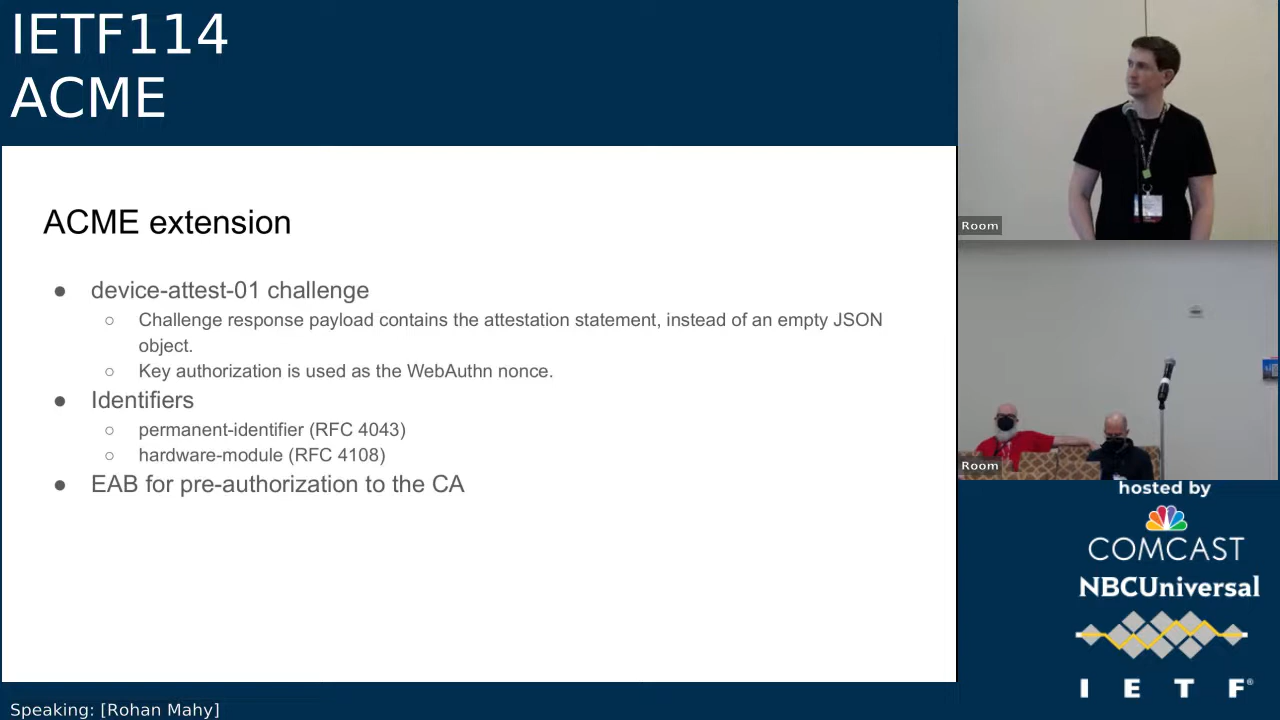 IETF114
ACME
ACME extension
● device-attest-01 challenge
○ Challenge response payload contains the attestation statement, instead of an empty JSON
object.
○ Key authorization is used as the WebAuthn nonce.
● Identifiers
○ permanent-identifier (RFC 4043)
○ hardware-module (RFC 4108)
● EAB for pre-authorization to the CA
Room
Room
hosted by
COMCAST
NBCUniversal
I E T F®
Speaking: [Rohan Mahy]